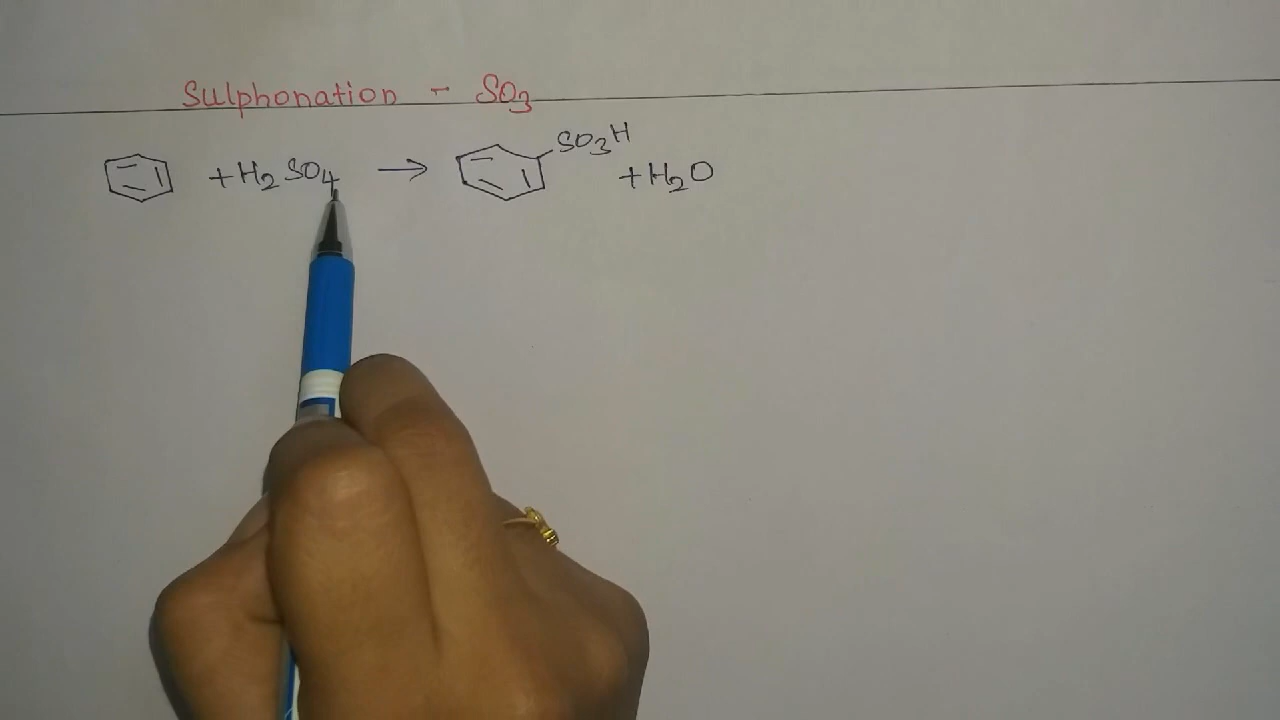 Sulphonation - SO3
+ H2SO4 → SO3H + H2O